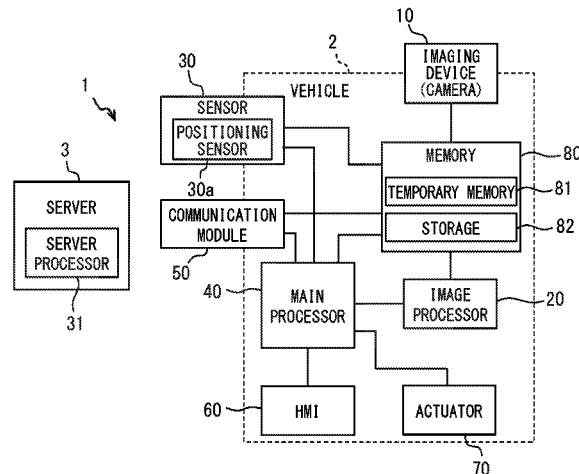 10
2
IMAGING
DEVICE
(CAMERA)
30
VEHICLE
1
SENSOR
POSITIONING
SENSOR
MEMORY
80
3
30a
TEMPORARY MEMORY
81
SERVER
COMMUNICATION
MODULE
STORAGE
82
SERVER
PROCESSOR
50
40
MAIN
PROCESSOR
IMAGE
PROCESSOR
20
31
60
HMI
ACTUATOR
70